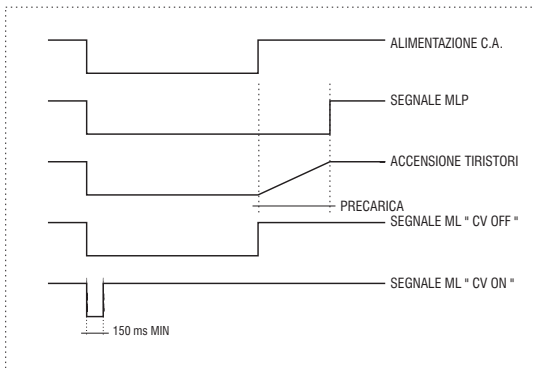 ALIMENTAZIONE C.A.
SEGNALE MLP
ACCENSIONE TIRISTORI
PRECARICA
SEGNALE ML " CV OFF "
SEGNALE ML " CV ON "
150 ms MIN